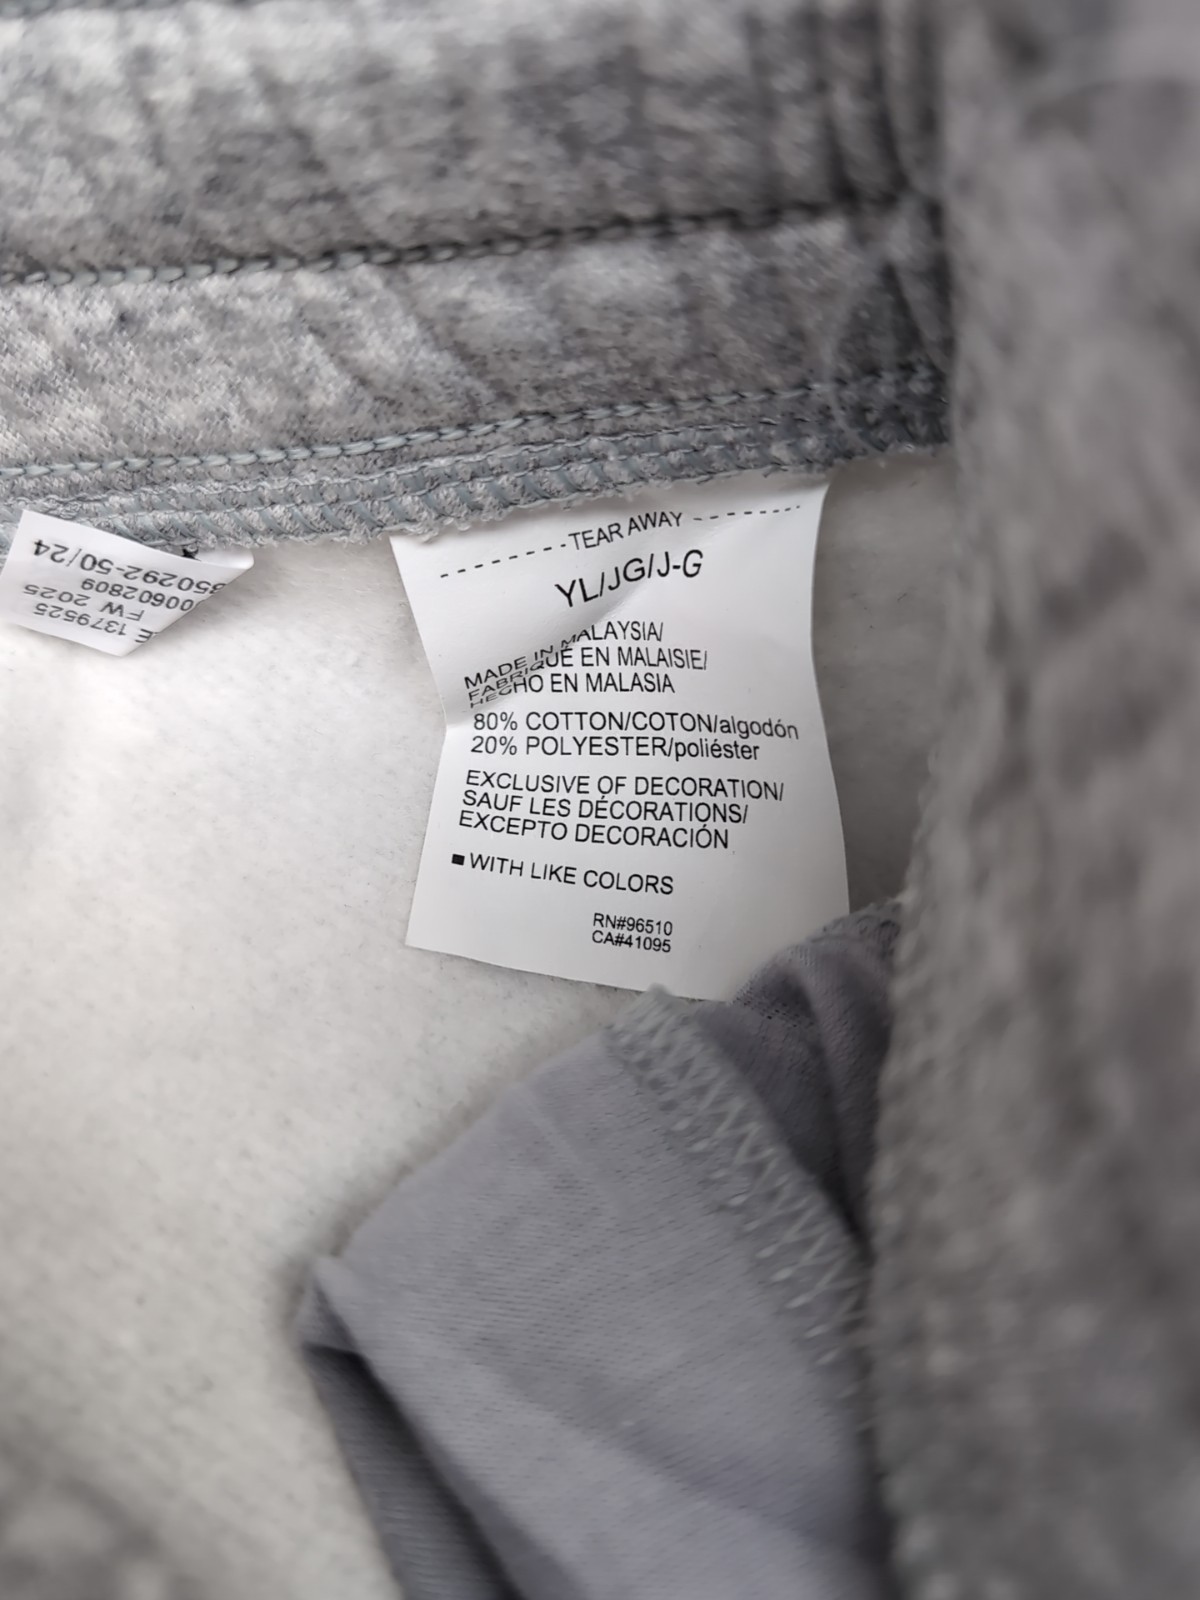 TEAR AWAY
YL/JG/J-G
MADE IN MALAYSIA/
FABRIQUÉ EN MALAISIE/
HECHO EN MALASIA
80% COTTON/COTON/algodón
20% POLYESTER/poliéster
EXCLUSIVE OF DECORATION/
SAUF LES DÉCORATIONS/
EXCEPTO DECORACIÓN
WITH LIKE COLORS
RN#96510
CA#41095
E 1379525
FW 2025
00602809
350292-50/24